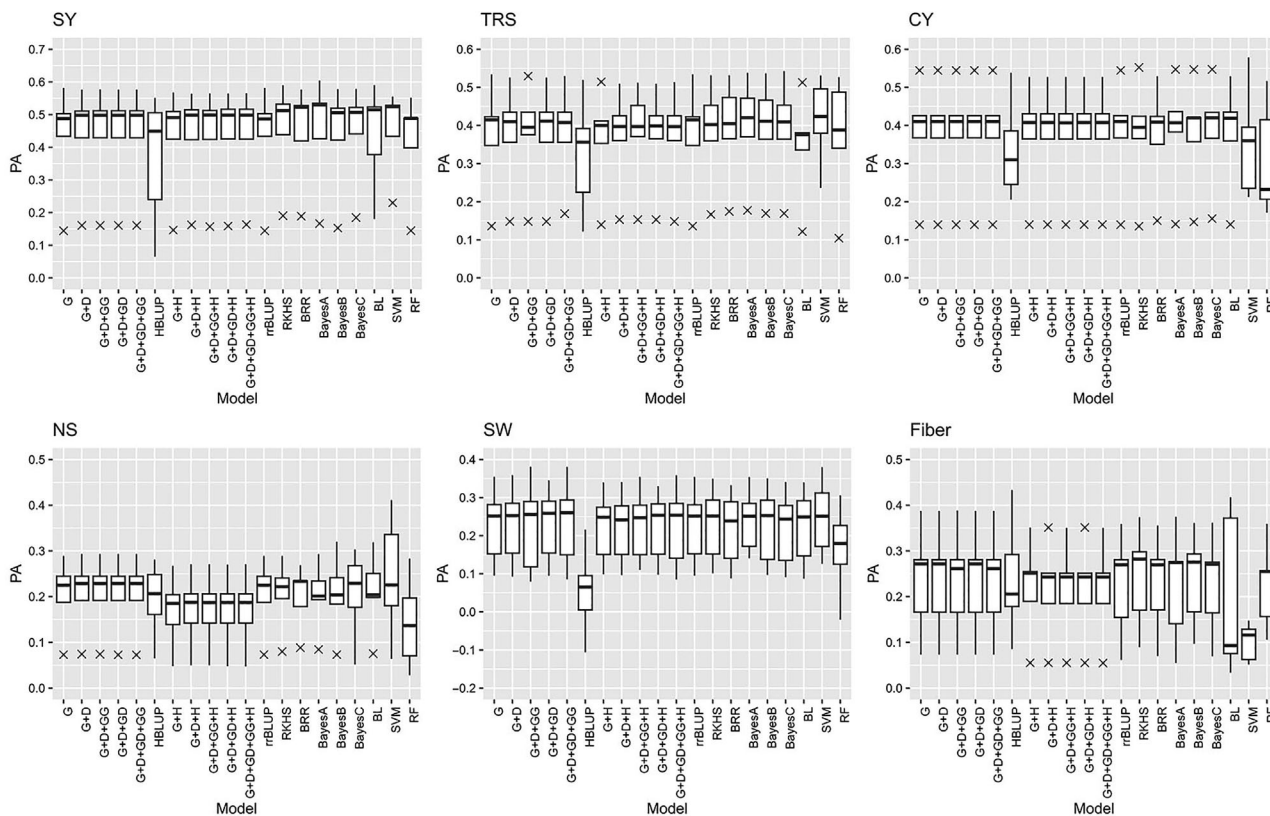 SY
0.7
0.6
0.5
0.4
0.3
0.2
0.1
0.0
PA
G
G+D
G+D+GG
G+D+GD
G+D+GD+GG
HBLUP
G+H
G+D+H
G+D+GG+H
G+D+GD+H
G+D+GD+GG+H
rrBLUP
RKHS
BRR
BayesA
BayesB
BayesC
BL
SVM
RF
Model
TRS
0.6
0.5
0.4
0.3
0.2
0.1
0.0
PA
G
G+D
G+D+GG
G+D+GD
G+D+GD+GG
HBLUP
G+H
G+D+H
G+D+GG+H
G+D+GD+H
G+D+GD+GG+H
rrBLUP
RKHS
BRR
BayesA
BayesB
BayesC
BL
SVM
RF
Model
CY
0.6
0.5
0.4
0.3
0.2
0.1
0.0
PA
G
G+D
G+D+GG
G+D+GD
G+D+GD+GG
HBLUP
G+H
G+D+H
G+D+GG+H
G+D+GD+H
G+D+GD+GG+H
rrBLUP
RKHS
BRR
BayesA
BayesB
BayesC
BL
SVM
Model
NS
0.5
0.4
0.3
0.2
0.1
0.0
PA
G
G+D
G+D+GG
G+D+GD
G+D+GD+GG
HBLUP
G+H
G+D+H
G+D+GG+H
G+D+GD+H
G+D+GD+GG+H
rrBLUP
RKHS
BRR
BayesA
BayesB
BayesC
BL
SVM
RF
Model
SW
0.4
0.3
0.2
0.1
0.0
−0.1
−0.2
PA
G
G+D
G+D+GG
G+D+GD
G+D+GD+GG
HBLUP
G+H
G+D+H
G+D+GG+H
G+D+GD+H
G+D+GD+GG+H
rrBLUP
RKHS
BRR
BayesA
BayesB
BayesC
BL
SVM
RF
Model
Fiber
0.5
0.4
0.3
0.2
0.1
0.0
PA
G
G+D
G+D+GG
G+D+GD
G+D+GD+GG
HBLUP
G+H
G+D+H
G+D+GG+H
G+D+GD+H
G+D+GD+GG+H
rrBLUP
RKHS
BRR
BayesA
BayesB
BayesC
BL
SVM
Model